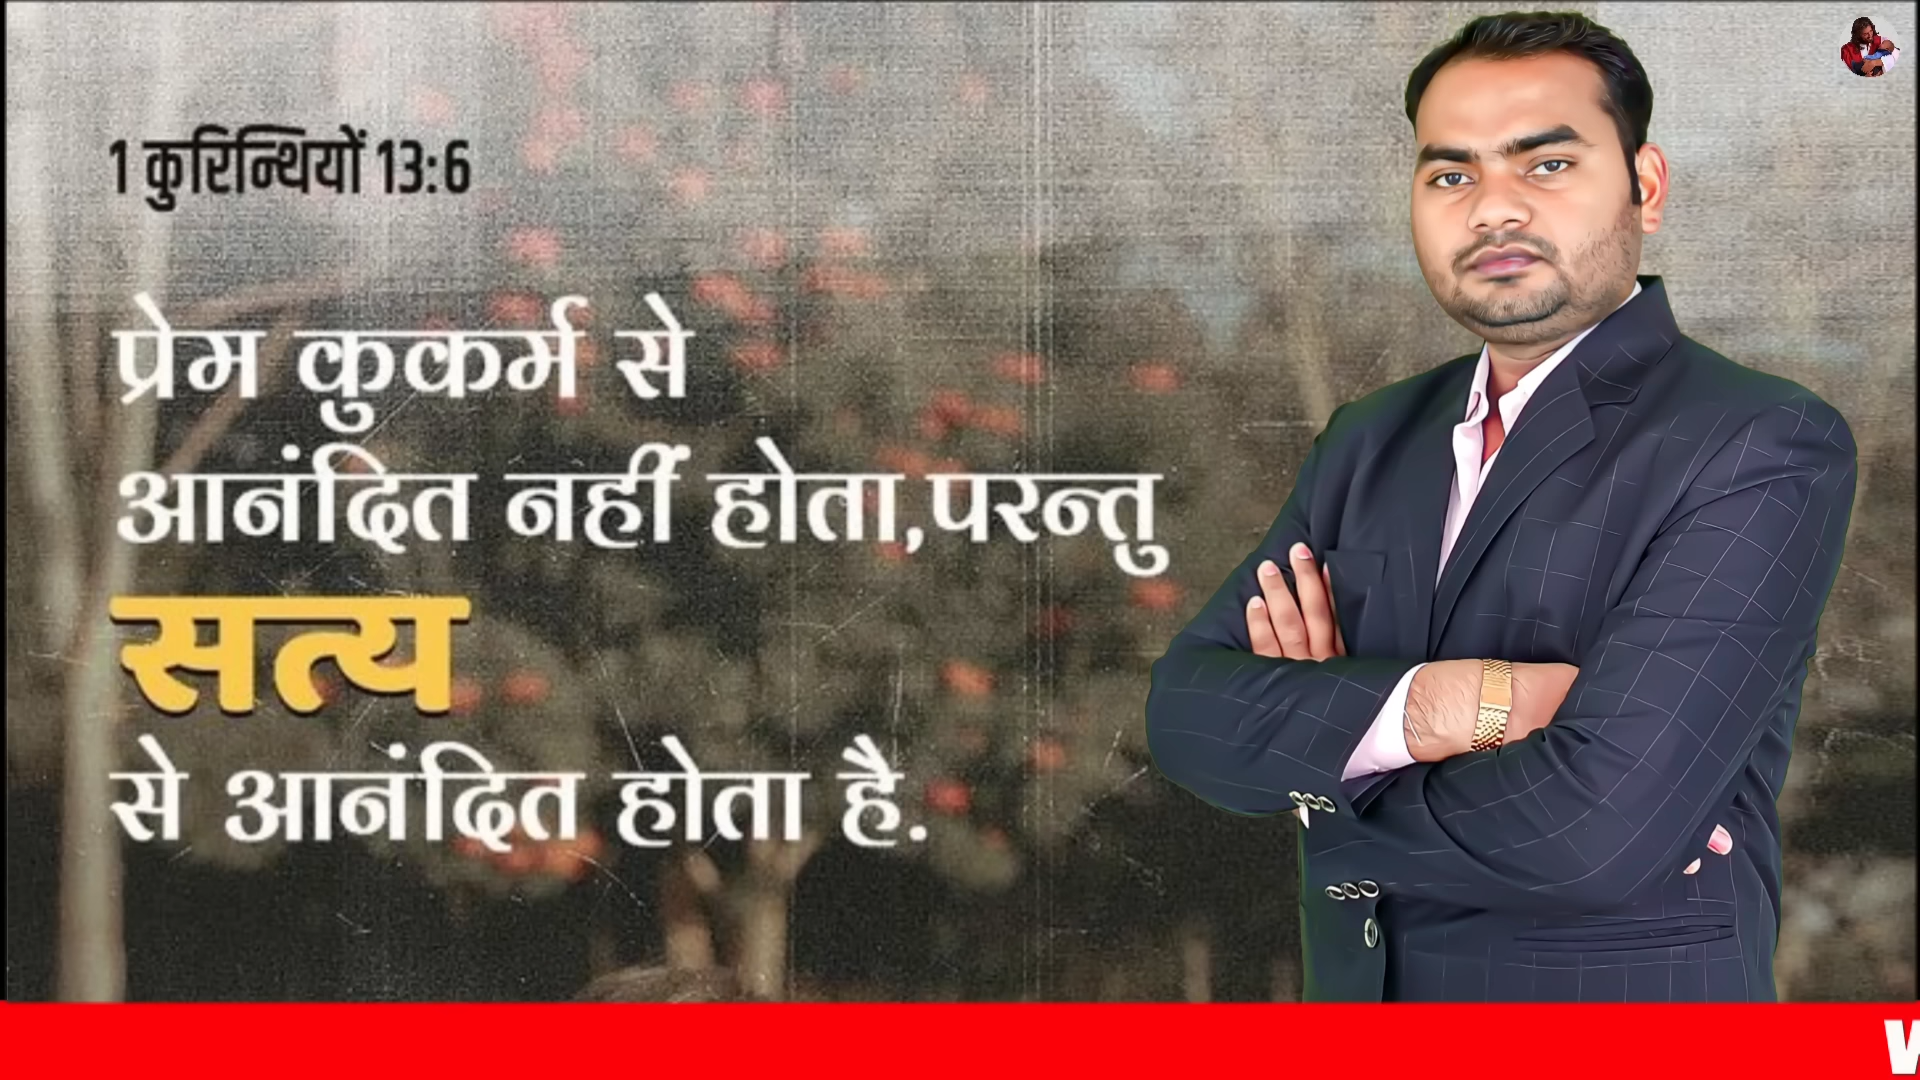 1 कुरिन्थियों 13:6
प्रेम कुकर्म से
आनंदित नहीं होता,परन्तु
सत्य
से आनंदित होता है.